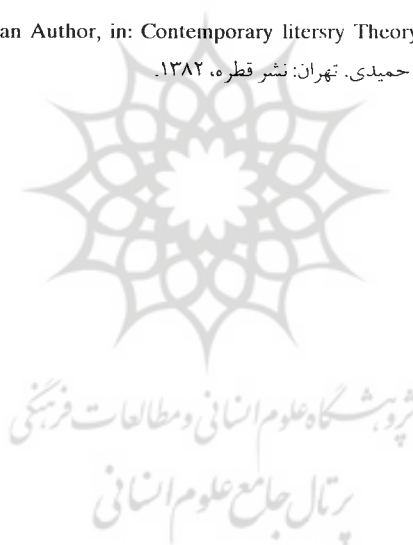 an Author, in: Contemporary litersry Theory
حمیدی. تهران: نشر قطره، ۱۳۸۲.
پژوهشگاه علوم انسانی و مطالعات فرهنگی
پرتال جامع علوم انسانی